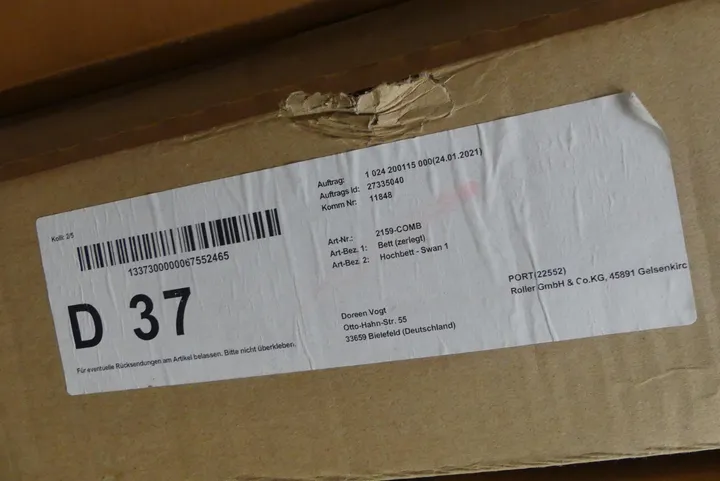 Kolli: 2/5
1337300000067552465
D 37
Für eventuelle Rücksendungen am Artikel belassen. Bitte nicht überkleben.
Auftrag: 1 024 200115 000(24.01.2021)
Auftrags Id: 27335040
Komm Nr: 11848
Art-Nr.: 2159-COMB
Art-Bez. 1: Bett (zerlegt)
Art-Bez. 2: Hochbett - Swan 1
Doreen Vogt
Otto-Hahn-Str. 55
33659 Bielefeld (Deutschland)
PORT(22552)
Roller GmbH & Co.KG, 45891 Gelsenkirc